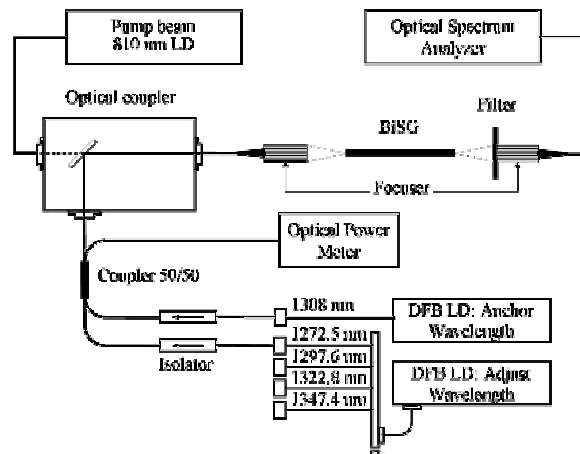 Pump beam
810 nm LD
Optical Spectrum
Analyzer
Optical coupler
Filter
BiSG
Focuser
Optical Power
Meter
Coupler 50/50
1308 nm
DFB LD: Anchor
Wavelength
1272.5 nm
Isolator
1297.6 nm
1322.8 nm
DFB LD: Adjust
Wavelength
1347.4 nm